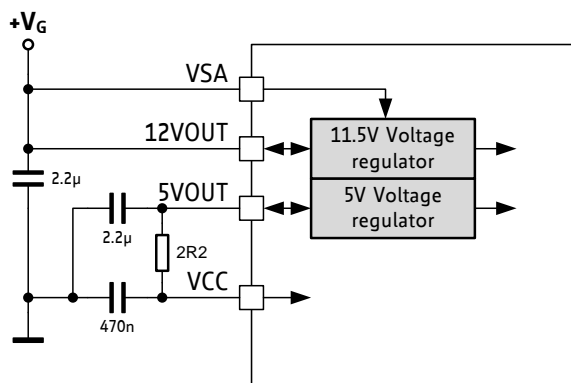 +VG
VSA
12VOUT
11.5V Voltage
regulator
2.2µ
5VOUT
5V Voltage
regulator
2.2µ
2R2
VCC
470n